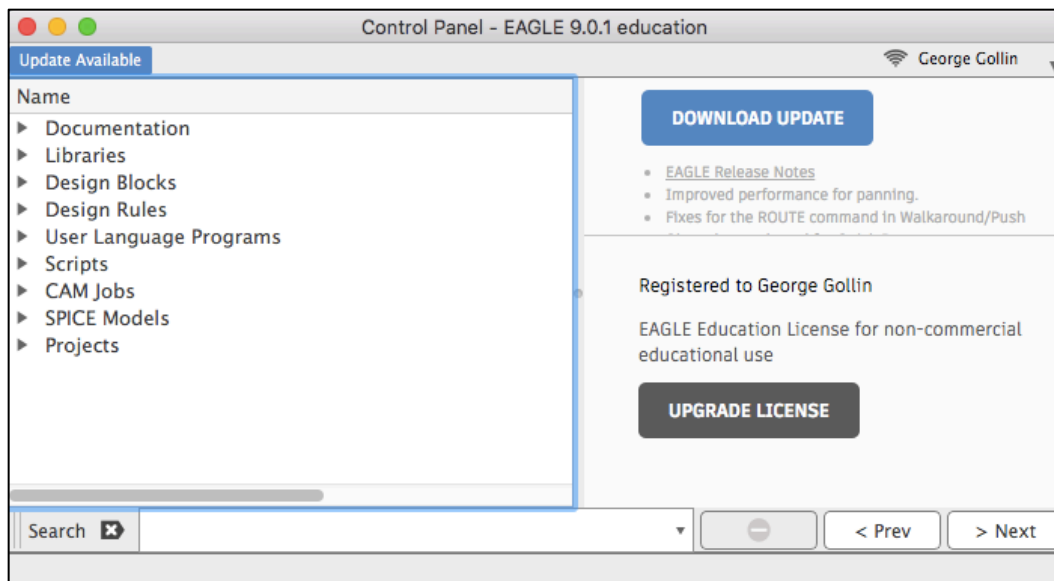 Control Panel - EAGLE 9.0.1 education
Update Available
George Gollin
Name
Documentation
Libraries
Design Blocks
Design Rules
User Language Programs
Scripts
CAM Jobs
SPICE Models
Projects
DOWNLOAD UPDATE
EAGLE Release Notes
Improved performance for panning.
Fixes for the ROUTE command in Walkaround/Push
Registered to George Gollin
EAGLE Education License for non-commercial
educational use
UPGRADE LICENSE
Search
< Prev
> Next